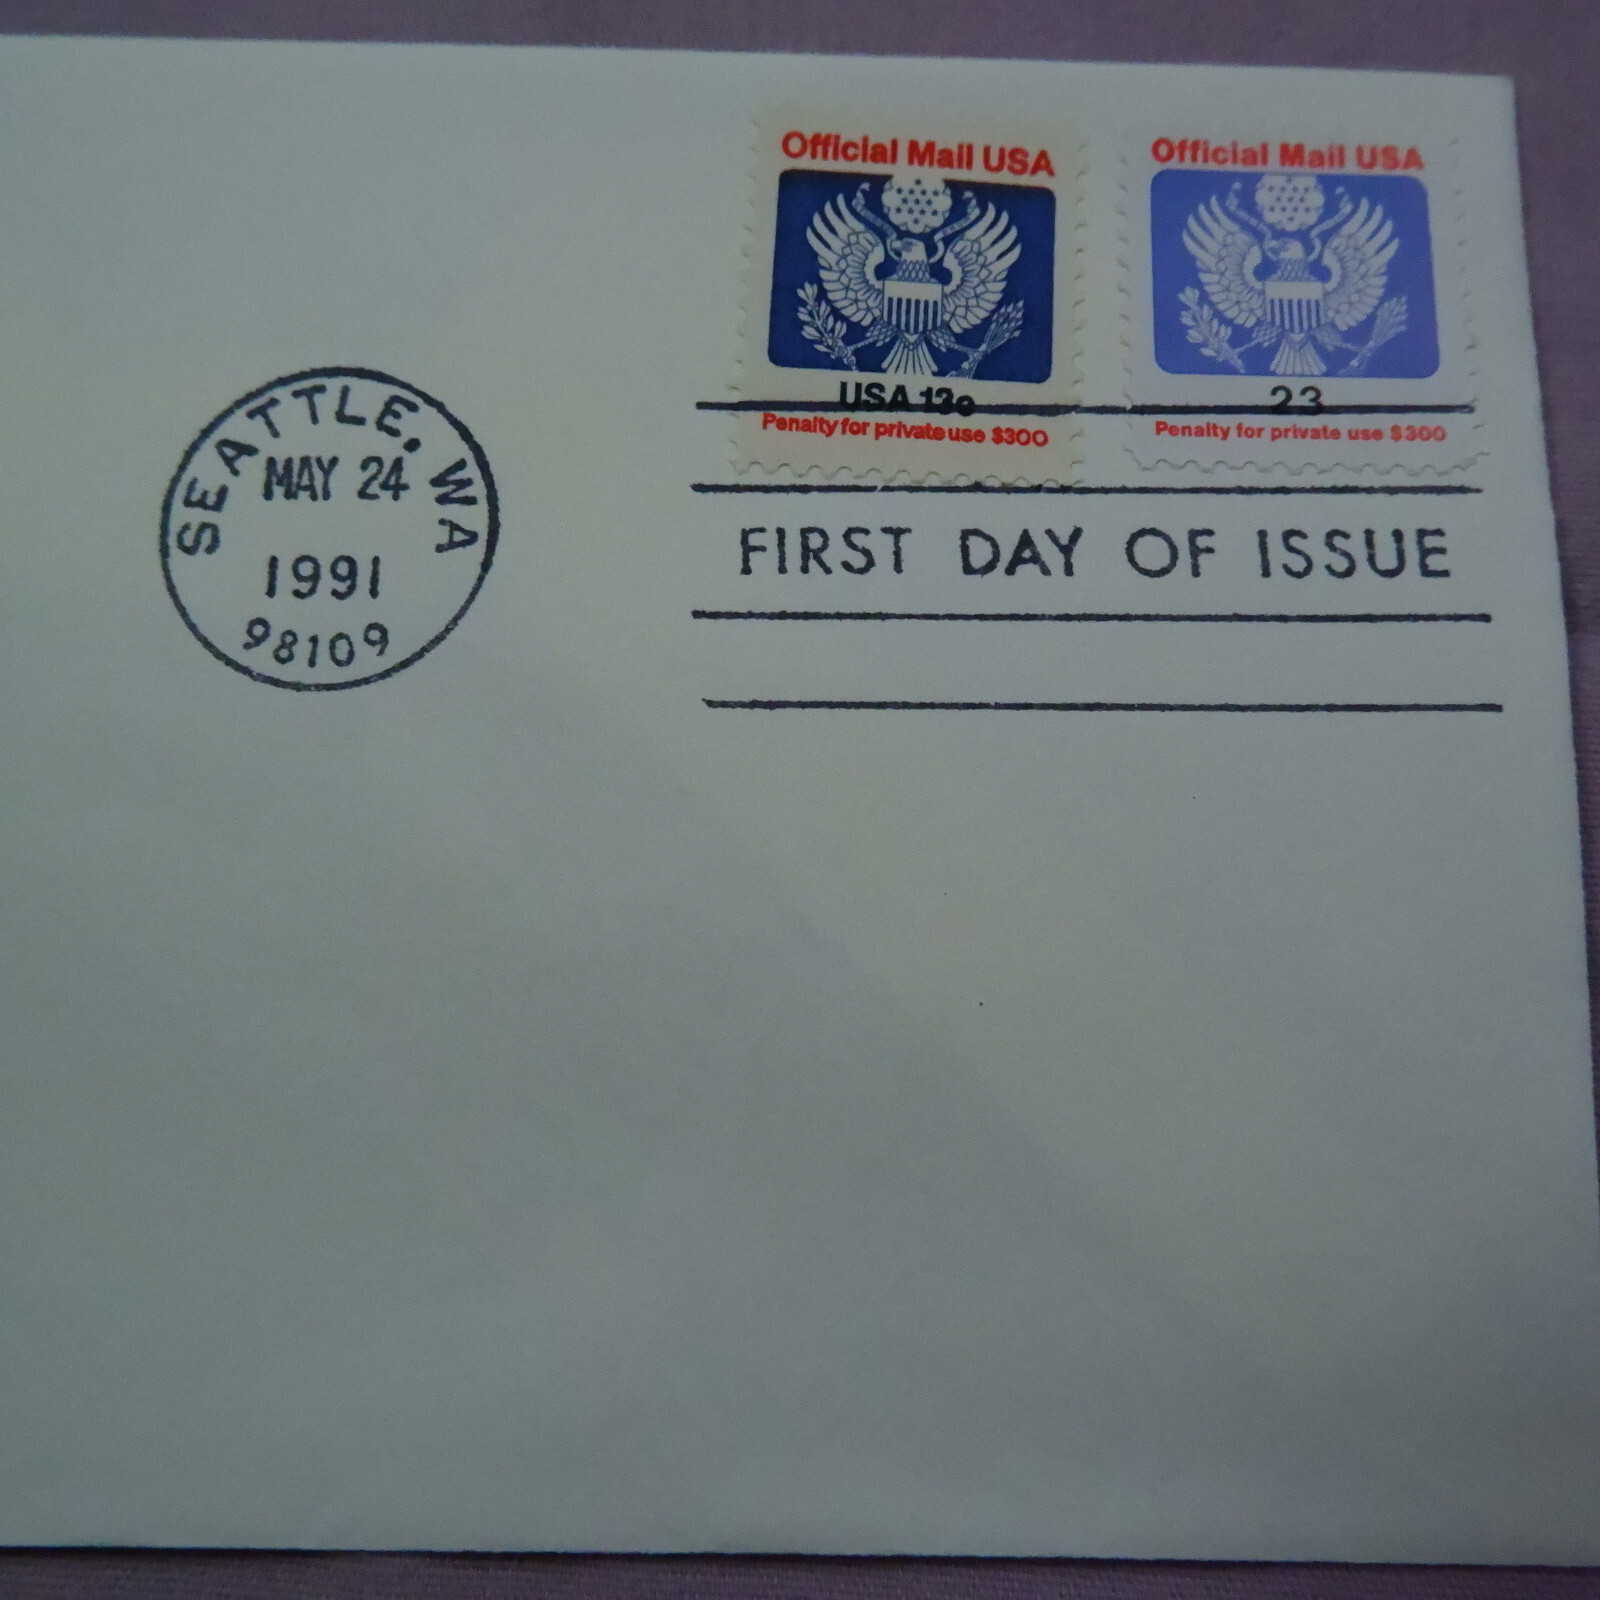 Official Mail USA
USA 13c
Penalty for private use $300
Official Mail USA
23
Penalty for private use $300
SEATTLE, WA
MAY 24
1991
98109
FIRST DAY OF ISSUE